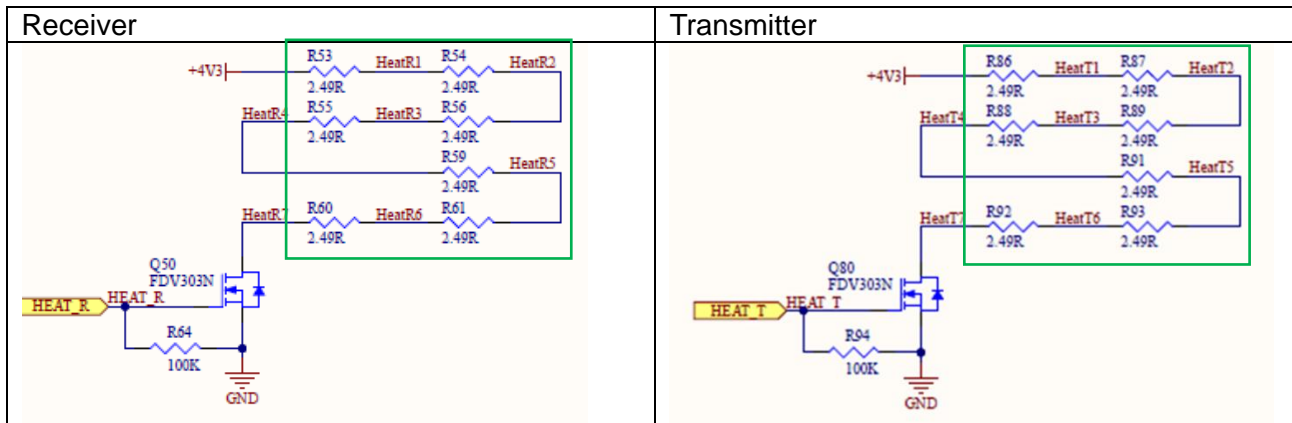 Receiver
Transmitter
R53 HeatR1 R54 HeatR2
+4V3
2.49R 2.49R
HeatR4 R55 HeatR3 R56
2.49R 2.49R
R59 HeatR5
2.49R
HeatR7 R60 HeatR6 R61
2.49R 2.49R
Q50
FDV303N
HEAT_R HEAT_R
R64
100K
GND
R86 HeatT1 R87 HeatT2
+4V3
2.49R 2.49R
HeatT4 R88 HeatT3 R89
2.49R 2.49R
R91 HeatT5
2.49R
HeatT7 R92 HeatT6 R93
2.49R 2.49R
Q80
FDV303N
HEAT_T HEAT_T
R94
100K
GND